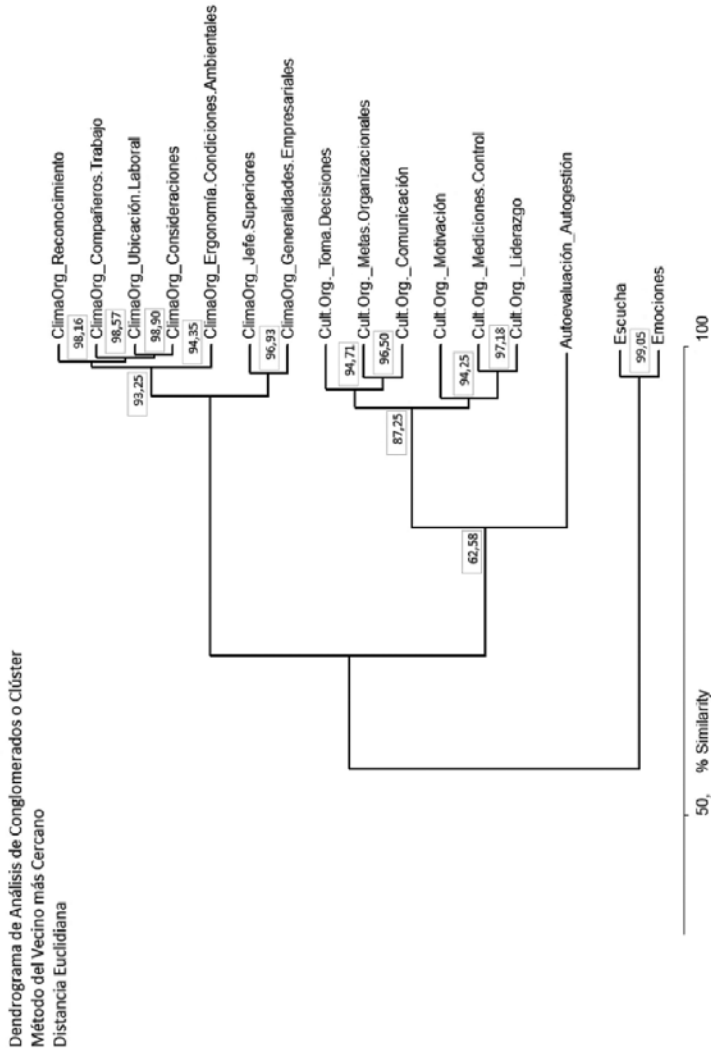 Dendrograma de Análisis de Conglomerados o Clúster
Método del Vecino más Cercano
Distancia Euclidiana
ClimaOrg_Reconocimiento
98,16
ClimaOrg_Compañeros.Trabajo
98,57
ClimaOrg_Ubicación.Laboral
98,90
ClimaOrg_Consideraciones
94,35
ClimaOrg_Ergonomía.Condiciones.Ambientales
93,25
ClimaOrg_Jefe.Superiores
96,93
ClimaOrg_Generalidades.Empresariales
Cult.Org._Toma.Decisiones
94,71
Cult.Org._Metas.Organizacionales
96,50
Cult.Org._Comunicación
87,25
Cult.Org._Motivación
94,25
Cult.Org._Mediciones.Control
97,18
Cult.Org._Liderazgo
62,58
Autoevaluación_Autogestión
Escucha
99,05
Emociones
50, % Similarity 100